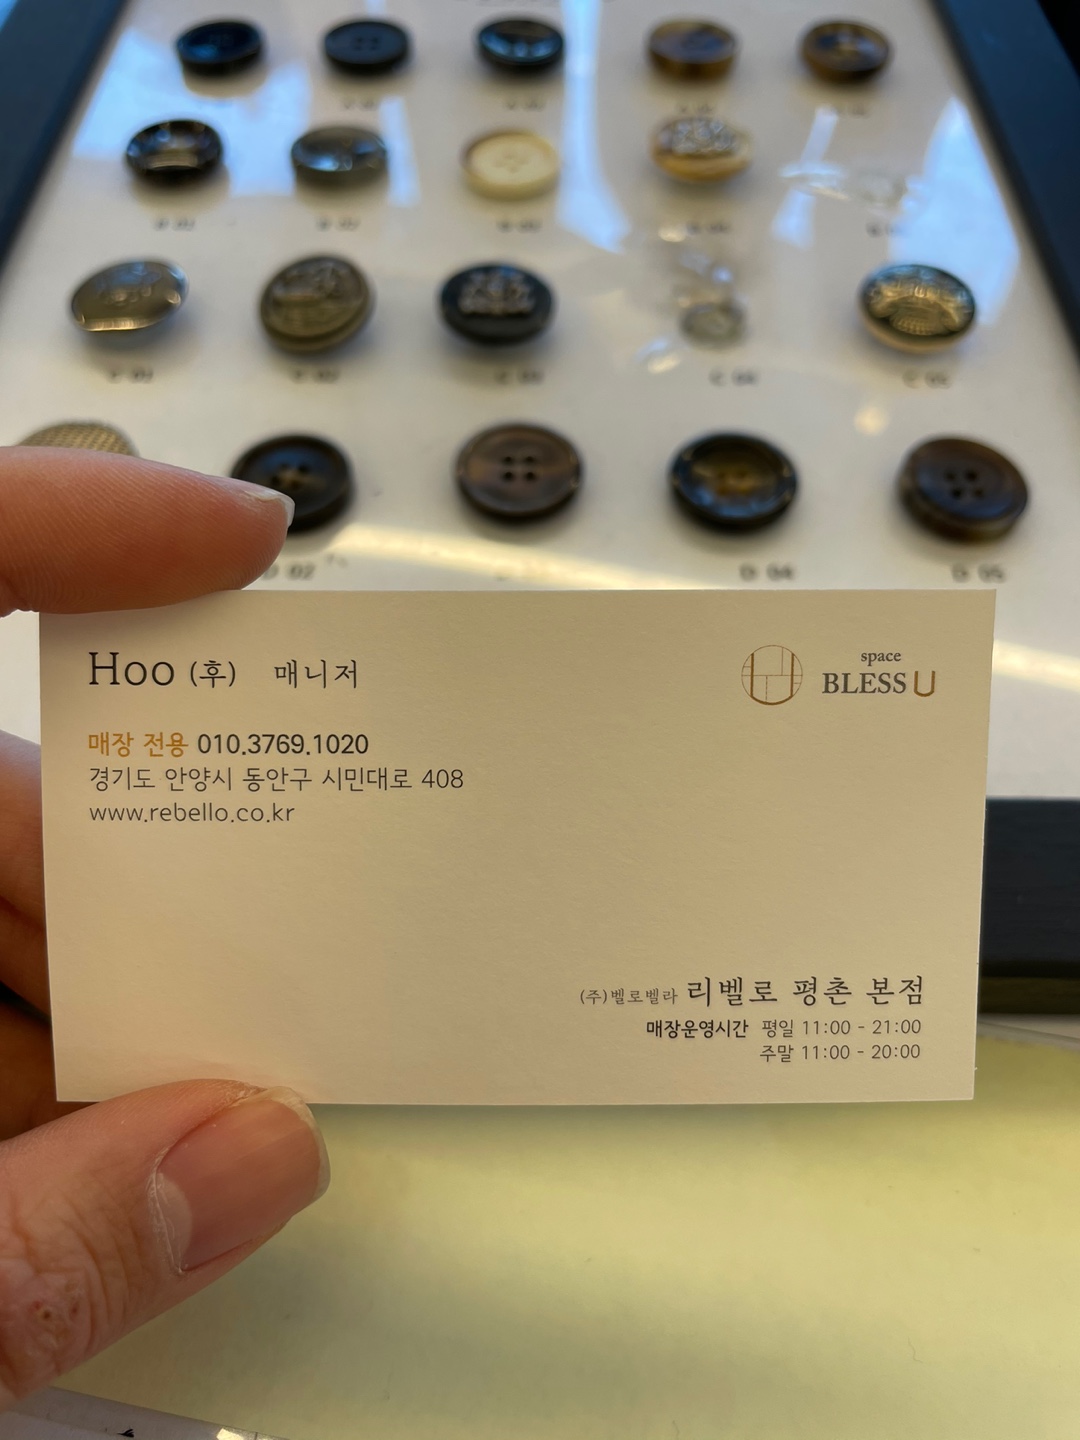 D 02
D 04
D 05
Hoo (후) 매니저
space
BLESS U
매장 전용 010.3769.1020
경기도 안양시 동안구 시민대로 408
www.rebello.co.kr
(주)벨로벨라 리벨로 평촌 본점
매장운영시간 평일 11:00 - 21:00
주말 11:00 - 20:00